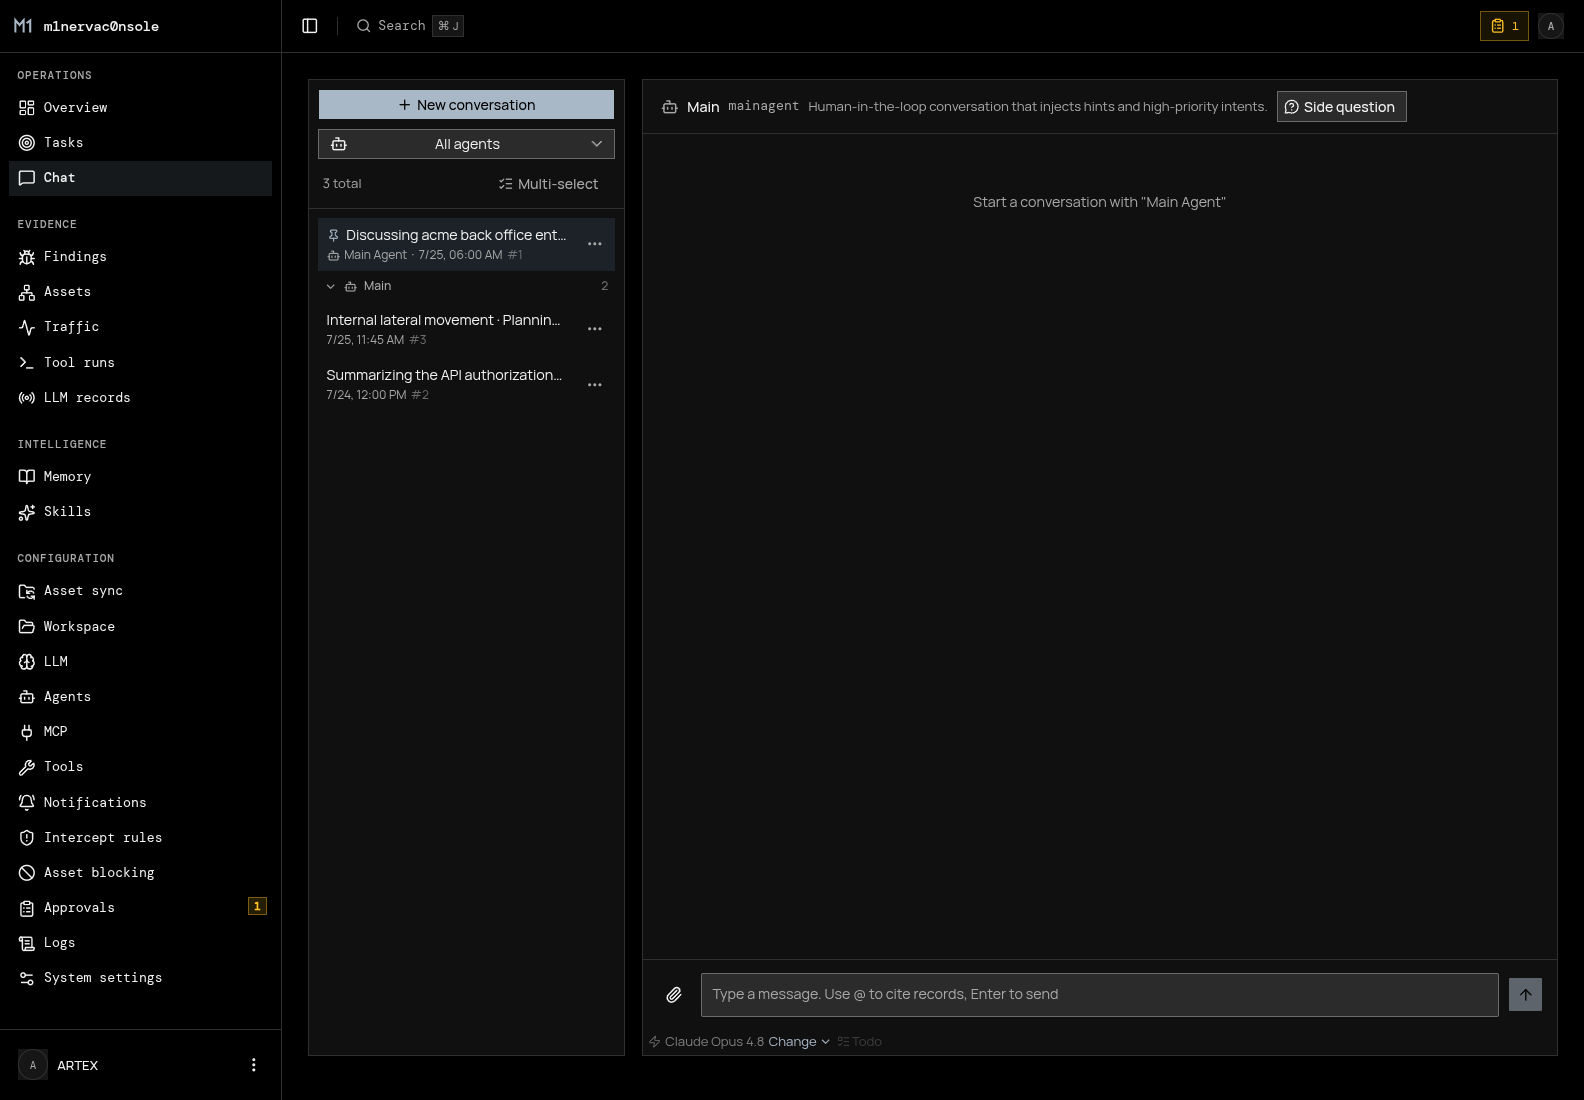 m1nervac0nsole
Search ⌘ J
1
A
OPERATIONS
Overview
Tasks
Chat
EVIDENCE
Findings
Assets
Traffic
Tool runs
LLM records
INTELLIGENCE
Memory
Skills
CONFIGURATION
Asset sync
Workspace
LLM
Agents
MCP
Tools
Notifications
Intercept rules
Asset blocking
Approvals 1
Logs
System settings
A ARTEX
New conversation
All agents
3 total Multi-select
Discussing acme back office ent...
Main Agent · 7/25, 06:00 AM #1
Main 2
Internal lateral movement · Plannin...
7/25, 11:45 AM #3
Summarizing the API authorization...
7/24, 12:00 PM #2
Main mainagent Human-in-the-loop conversation that injects hints and high-priority intents. Side question
Start a conversation with "Main Agent"
Type a message. Use @ to cite records, Enter to send
Claude Opus 4.8 Change Todo